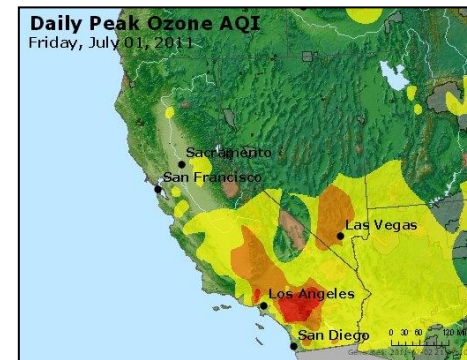 Daily Peak Ozone AQI
Friday, July 01, 2011
Sacramento
San Francisco
Las Vegas
Los Angeles
San Diego
0 30 60 120